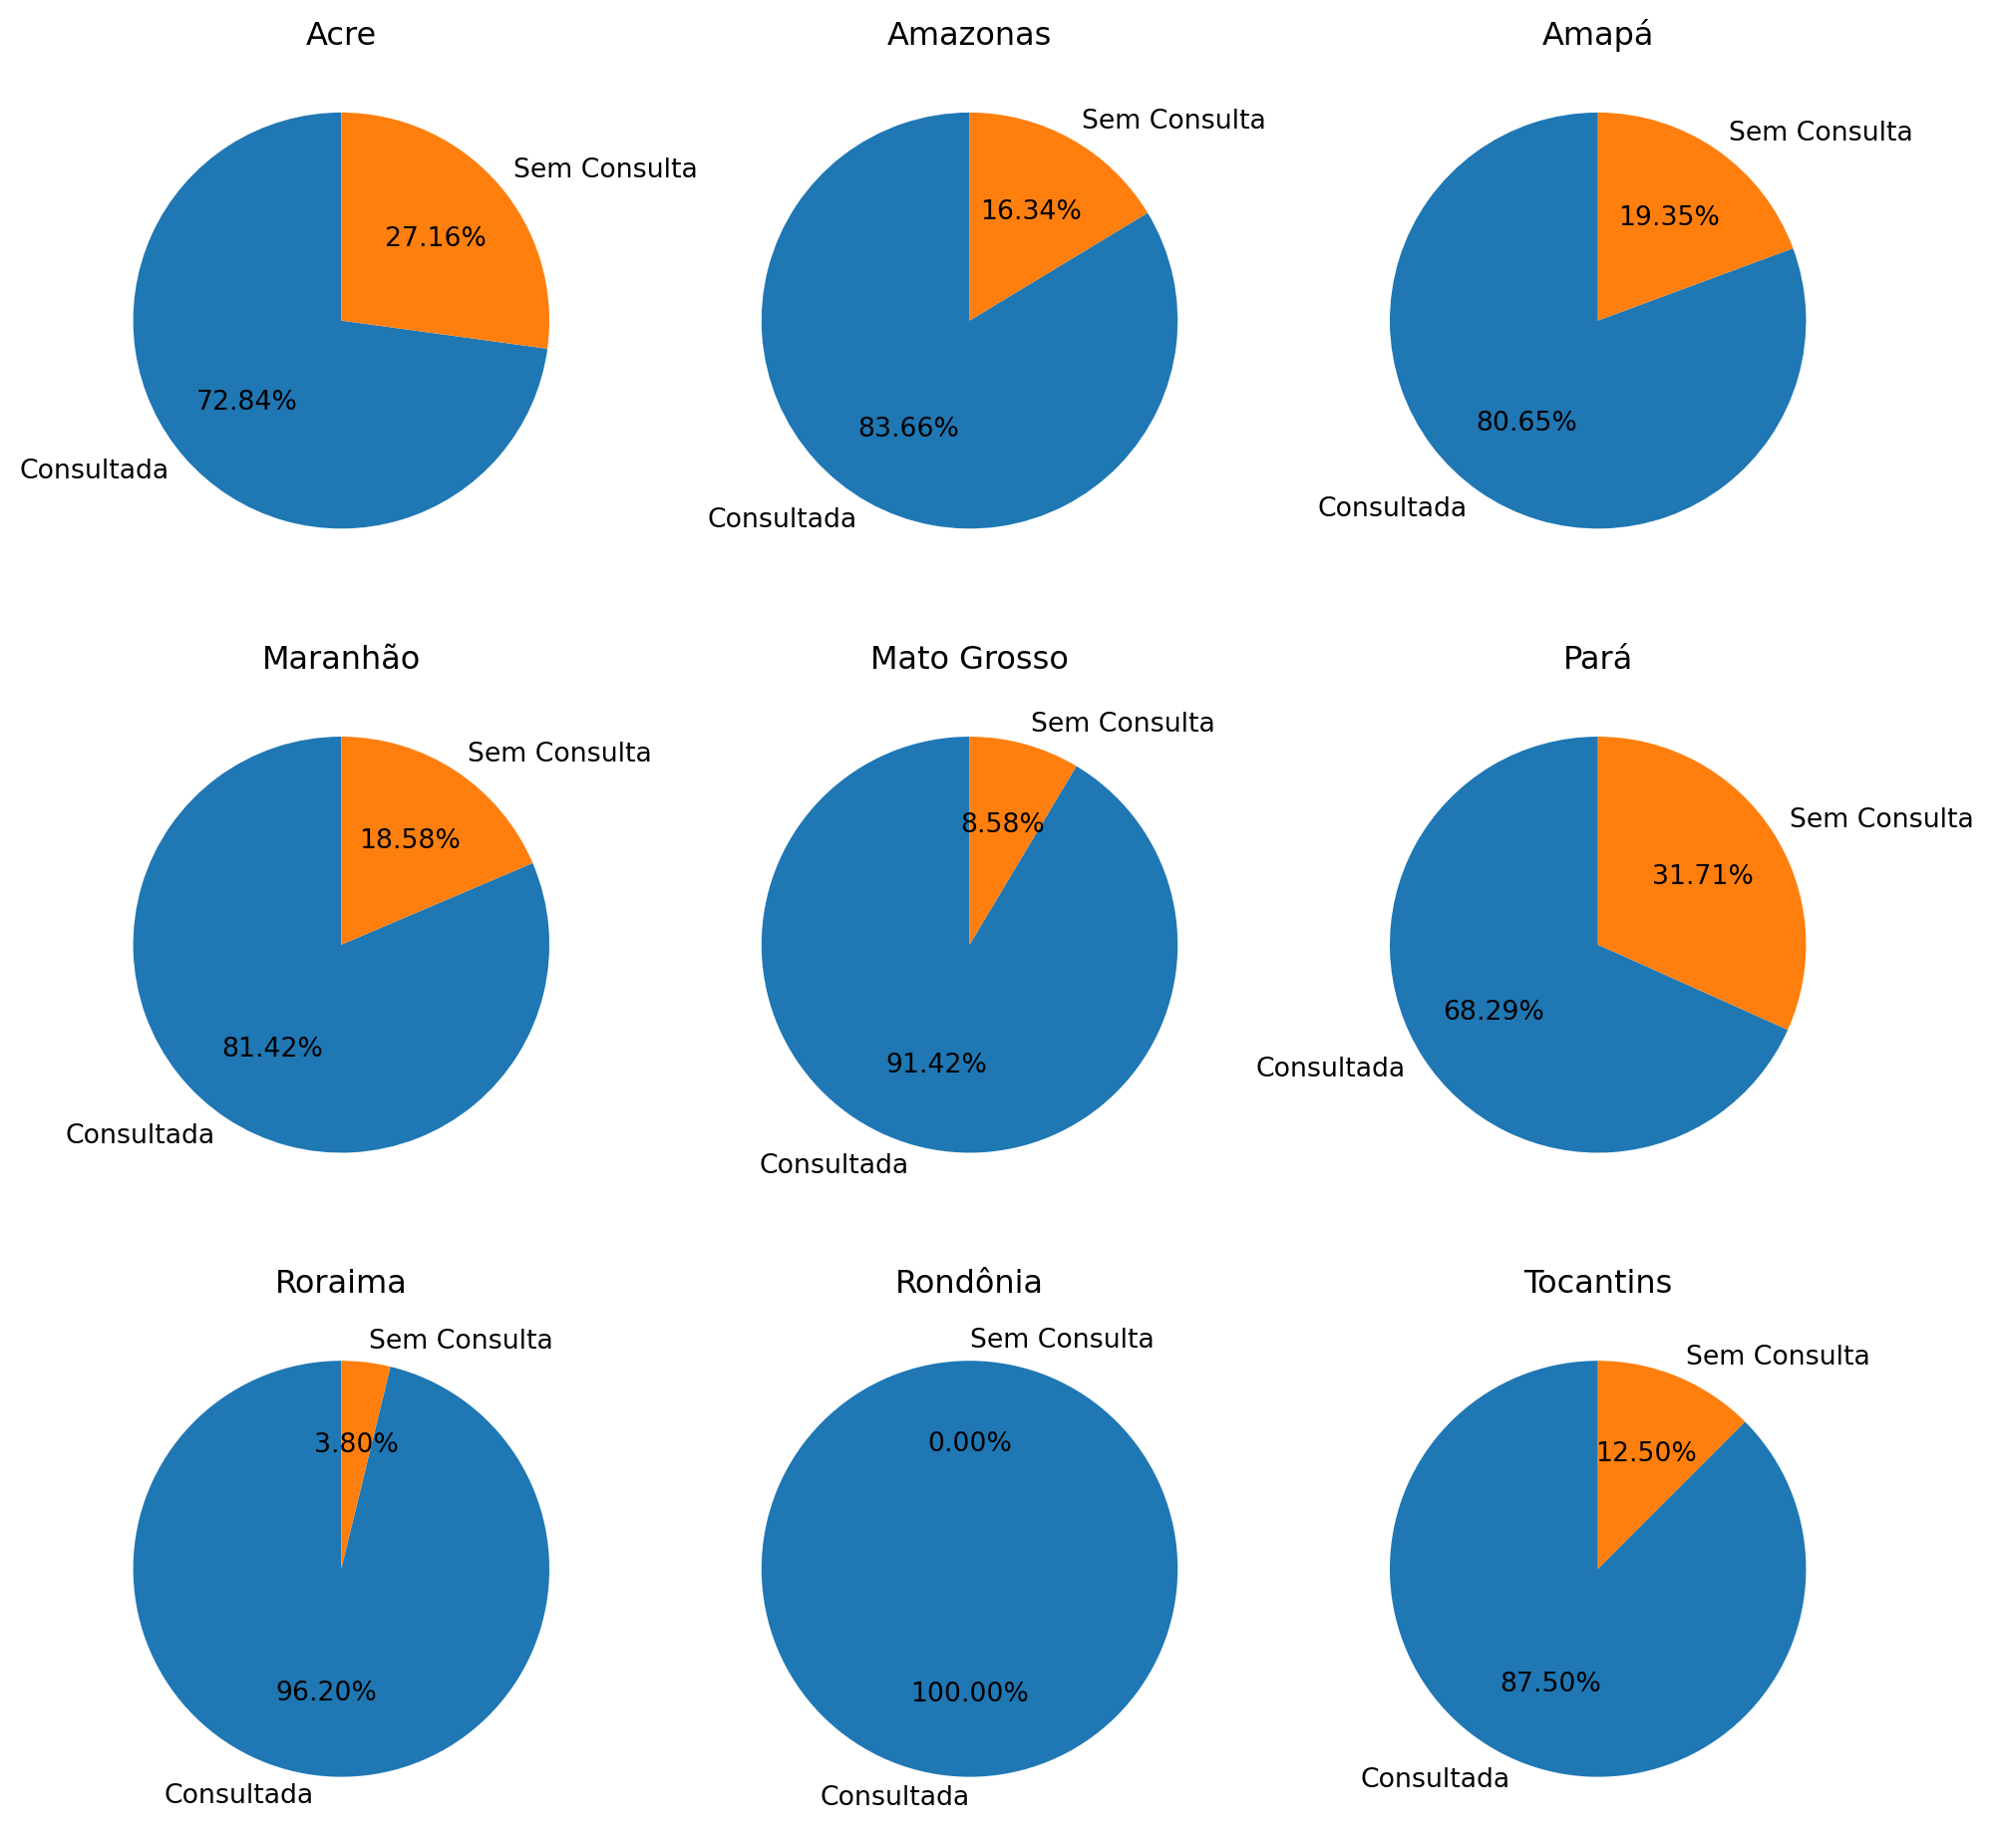 Acre
Sem Consulta
27.16%
72.84%
Consultada
Amazonas
Sem Consulta
16.34%
83.66%
Consultada
Amapá
Sem Consulta
19.35%
80.65%
Consultada
Maranhão
Sem Consulta
18.58%
81.42%
Consultada
Mato Grosso
Sem Consulta
8.58%
91.42%
Consultada
Pará
Sem Consulta
31.71%
68.29%
Consultada
Roraima
Sem Consulta
3.80%
96.20%
Consultada
Rondônia
Sem Consulta
0.00%
100.00%
Consultada
Tocantins
Sem Consulta
12.50%
87.50%
Consultada